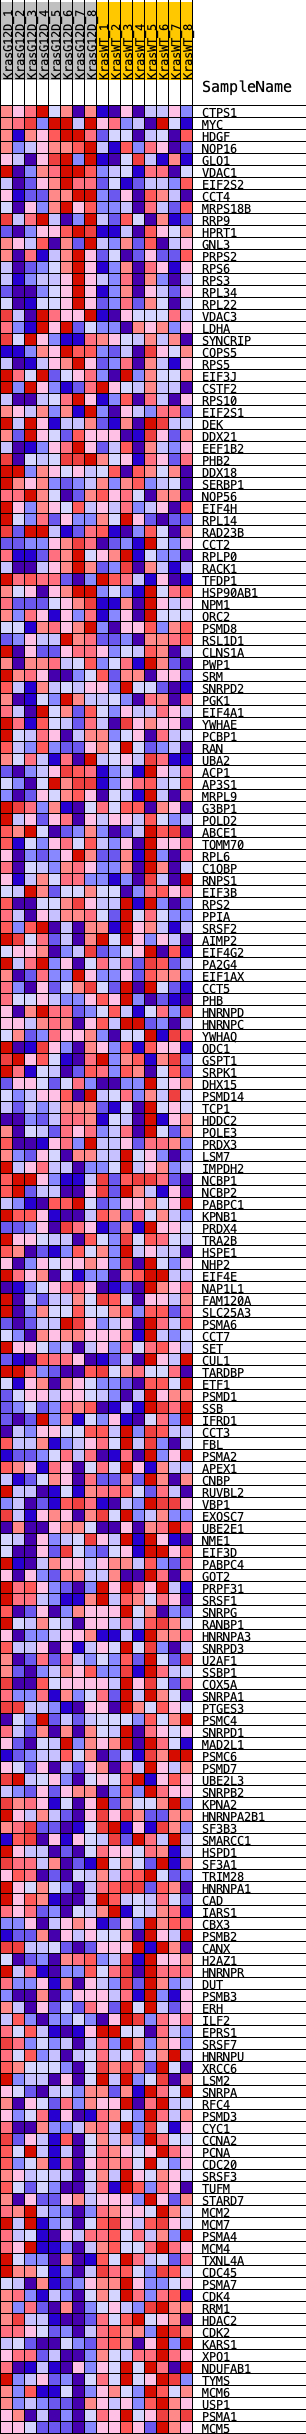 KrasG12D_1
KrasG12D_2
KrasG12D_3
KrasG12D_4
KrasG12D_5
KrasG12D_6
KrasG12D_7
KrasG12D_8
KrasWT_1
KrasWT_2
KrasWT_3
KrasWT_4
KrasWT_5
KrasWT_6
KrasWT_7
KrasWT_8
SampleName
CTPS1
MYC
HDGF
NOP16
GLO1
VDAC1
EIF2S2
CCT4
MRPS18B
RRP9
HPRT1
GNL3
PRPS2
RPS6
RPS3
RPL34
RPL22
VDAC3
LDHA
SYNCRIP
COPS5
RPS5
EIF3J
CSTF2
RPS10
EIF2S1
DEK
DDX21
EEF1B2
PHB2
DDX18
SERBP1
NOP56
EIF4H
RPL14
RAD23B
CCT2
RPLP0
RACK1
TFDP1
HSP90AB1
NPM1
ORC2
PSMD8
RSL1D1
CLNS1A
PWP1
SRM
SNRPD2
PGK1
EIF4A1
YWHAE
PCBP1
RAN
UBA2
ACP1
AP3S1
MRPL9
G3BP1
POLD2
ABCE1
TOMM70
RPL6
C1QBP
RNPS1
EIF3B
RPS2
PPIA
SRSF2
AIMP2
EIF4G2
PA2G4
EIF1AX
CCT5
PHB
HNRNPD
HNRNPC
YWHAQ
ODC1
GSPT1
SRPK1
DHX15
PSMD14
TCP1
HDDC2
POLE3
PRDX3
LSM7
IMPDH2
NCBP1
NCBP2
PABPC1
KPNB1
PRDX4
TRA2B
HSPE1
NHP2
EIF4E
NAP1L1
FAM120A
SLC25A3
PSMA6
CCT7
SET
CUL1
TARDBP
ETF1
PSMD1
SSB
IFRD1
CCT3
FBL
PSMA2
APEX1
CNBP
RUVBL2
VBP1
EXOSC7
UBE2E1
NME1
EIF3D
PABPC4
GOT2
PRPF31
SRSF1
SNRPG
RANBP1
HNRNPA3
SNRPD3
U2AF1
SSBP1
COX5A
SNRPA1
PTGES3
PSMC4
SNRPD1
MAD2L1
PSMC6
PSMD7
UBE2L3
SNRPB2
KPNA2
HNRNPA2B1
SF3B3
SMARCC1
HSPD1
SF3A1
TRIM28
HNRNPA1
CAD
IARS1
CBX3
PSMB2
CANX
H2AZ1
HNRNPR
DUT
PSMB3
ERH
ILF2
EPRS1
SRSF7
HNRNPU
XRCC6
LSM2
SNRPA
RFC4
PSMD3
CYC1
CCNA2
PCNA
CDC20
SRSF3
TUFM
STARD7
MCM2
MCM7
PSMA4
MCM4
TXNL4A
CDC45
PSMA7
CDK4
RRM1
HDAC2
CDK2
KARS1
XPO1
NDUFAB1
TYMS
MCM6
USP1
PSMA1
MCM5